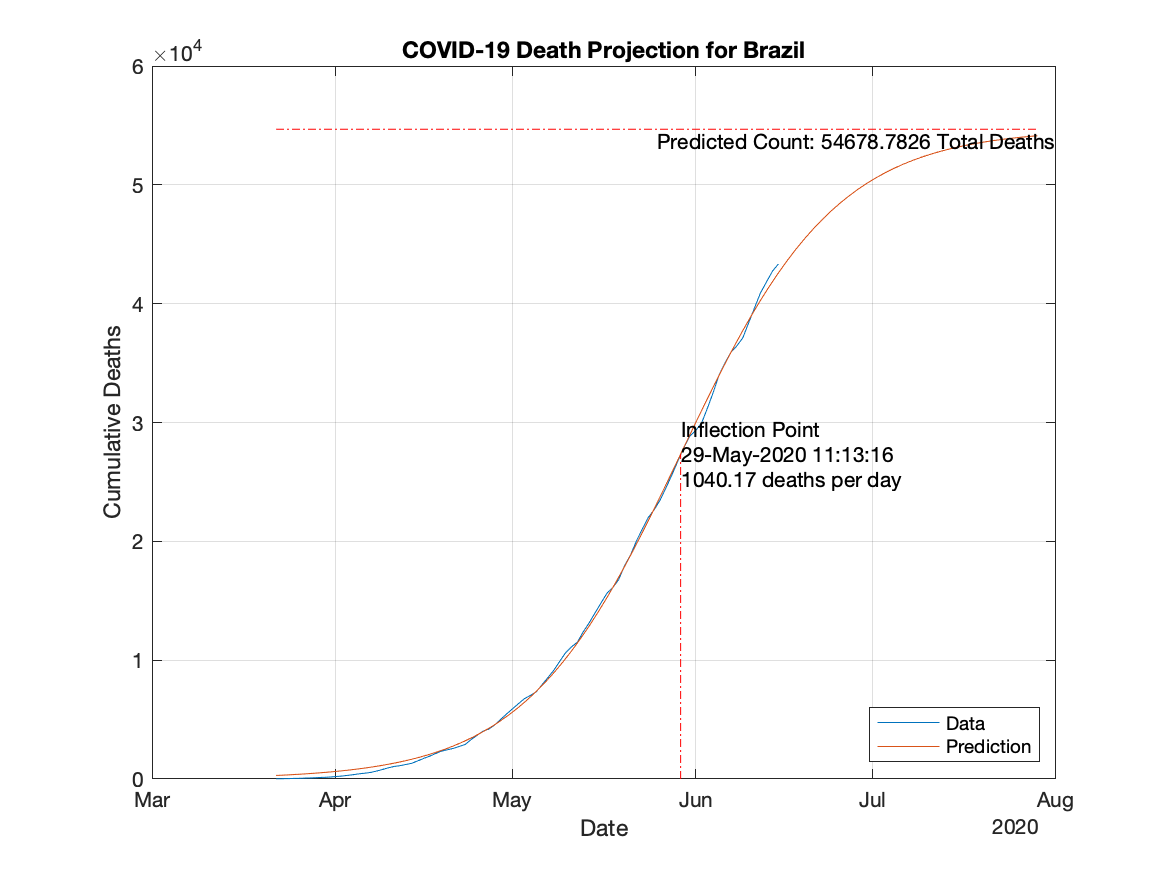 COVID-19 Death Projection for Brazil
×10⁴
6
Predicted Count: 54678.7826 Total Deaths
5
4
3
Inflection Point
29-May-2020 11:13:16
1040.17 deaths per day
2
1
0
Cumulative Deaths
Data
Prediction
Mar Apr May Jun Jul Aug
Date
2020